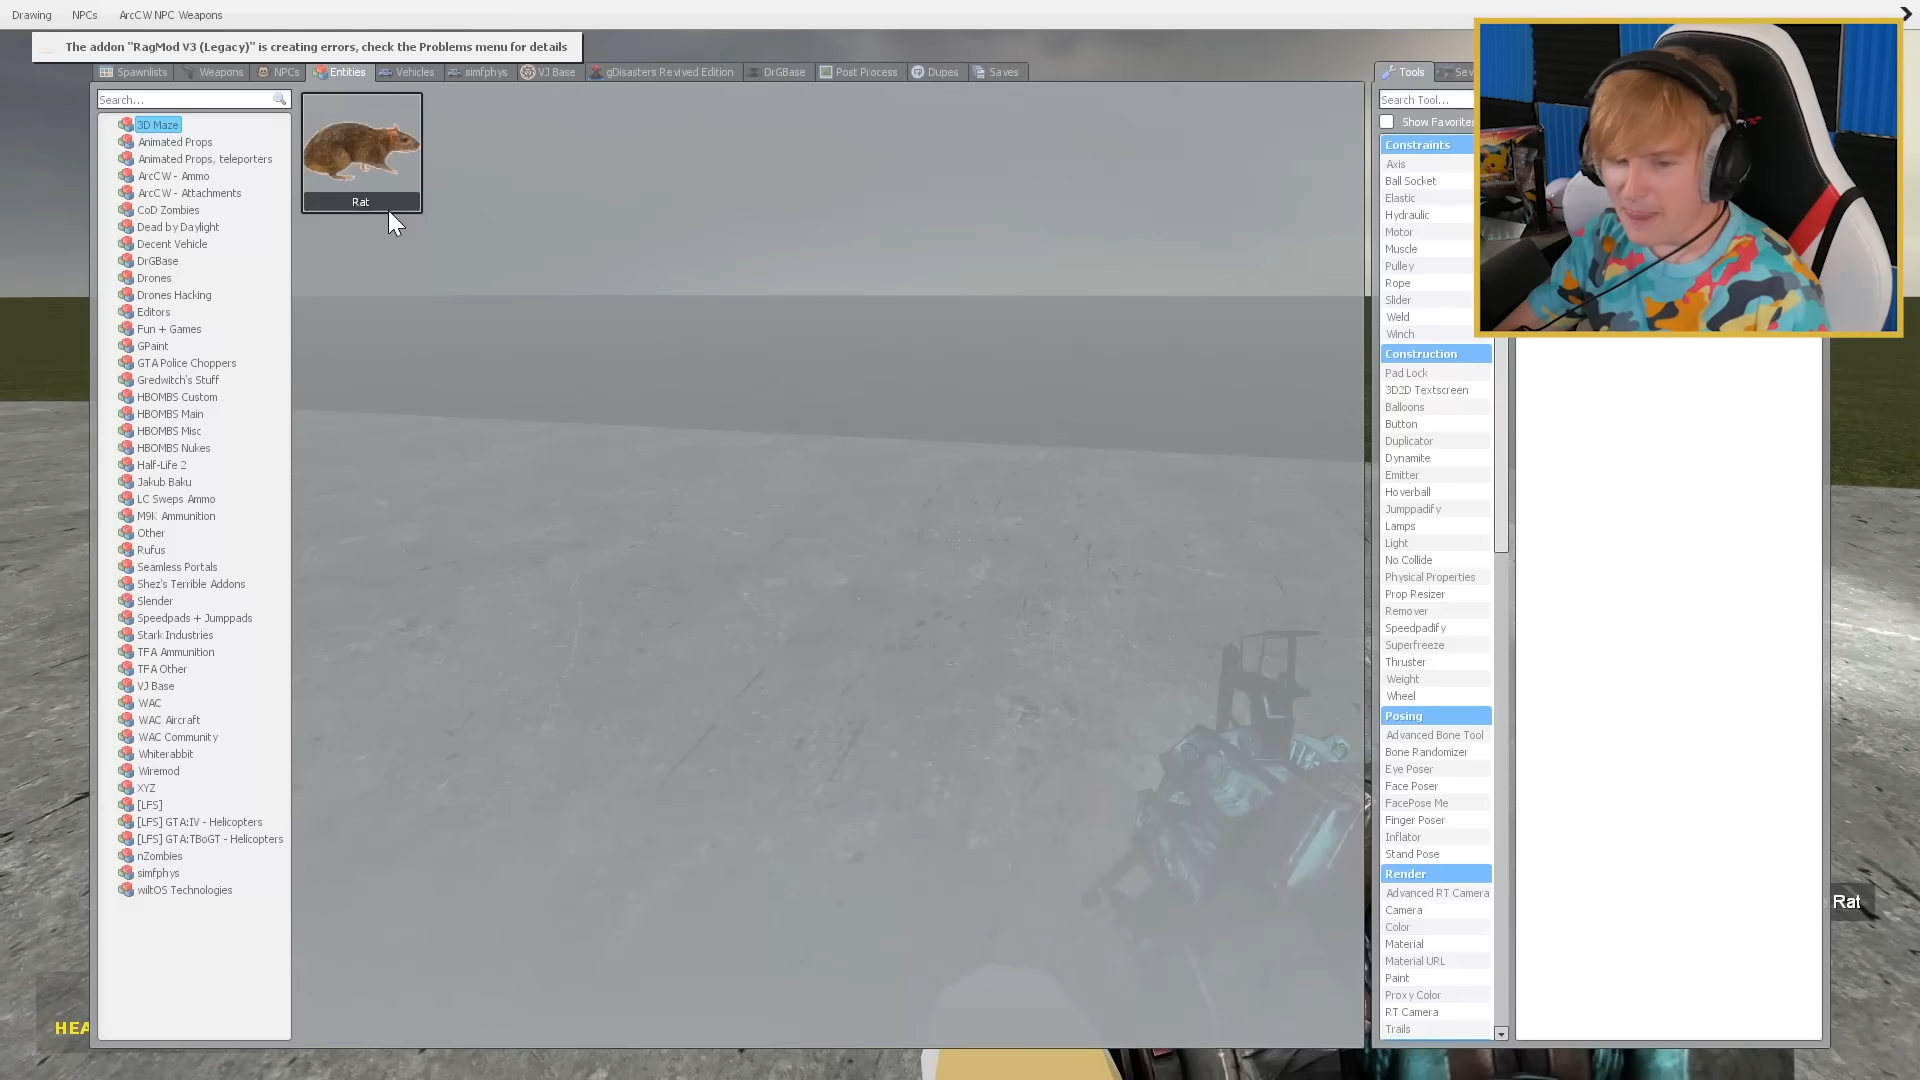 Drawing NPCs ArcCW NPC Weapons
The addon "RagMod V3 (Legacy)" is creating errors, check the Problems menu for details
Spawnlists Weapons NPCs Entities Vehicles simfphys VJ Base gDisasters Revived Edition DrGBase Post Process Dupes Saves
Search...
3D Maze
Animated Props
Animated Props, teleporters
ArcCW - Ammo
ArcCW - Attachments
CoD Zombies
Dead by Daylight
Decent Vehicle
DrGBase
Drones
Drones Hacking
Editors
Fun + Games
GPaint
GTA Police Choppers
Gredwitch's Stuff
HBOMBS Custom
HBOMBS Main
HBOMBS Misc
HBOMBS Nukes
Half-Life 2
Jakub Baku
LC Sweps Ammo
M9K Ammunition
Other
Rufus
Seamless Portals
Shez's Terrible Addons
Slender
Speedpads + Jumppads
Stark Industries
TFA Ammunition
TFA Other
VJ Base
WAC
WAC Aircraft
WAC Community
Whiterabbit
Wiremod
XYZ
[LFS]
[LFS] GTA:IV - Helicopters
[LFS] GTA:TBoGT - Helicopters
nZombies
simfphys
wiltOS Technologies
Rat
Tools
Search Tool...
Show Favorites
Constraints
Axis
Ball Socket
Elastic
Hydraulic
Motor
Muscle
Pulley
Rope
Slider
Weld
Winch
Construction
Pad Lock
3D2D Textscreen
Balloons
Button
Duplicator
Dynamite
Emitter
Hoverball
Jumppadify
Lamps
Light
No Collide
Physical Properties
Prop Resizer
Remover
Speedpadify
Superfreeze
Thruster
Weight
Wheel
Posing
Advanced Bone Tool
Bone Randomizer
Eye Poser
Face Poser
FacePose Me
Finger Poser
Inflator
Stand Pose
Render
Advanced RT Camera
Camera
Color
Material
Material URL
Paint
Proxy Color
RT Camera
Trails
Rat
HEA